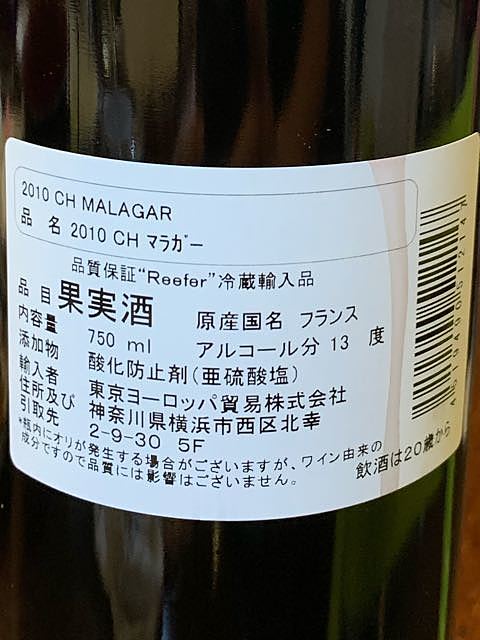 2010 CH MALAGAR
品 名 2010 CH マラガー
品質保証“Reefer”冷蔵輸入品
品目 果実酒 原産国名 フランス
内容量 750 ml アルコール分 13 度
添加物 酸化防止剤(亜硫酸塩)
輸入者 東京ヨーロッパ貿易株式会社
住所及び 神奈川県横浜市西区北幸
引取先 2-9-30 5F
*瓶内にオリが発生する場合がございますが、ワイン由来の
成分ですので品質には影響はございません。
飲酒は20歳から